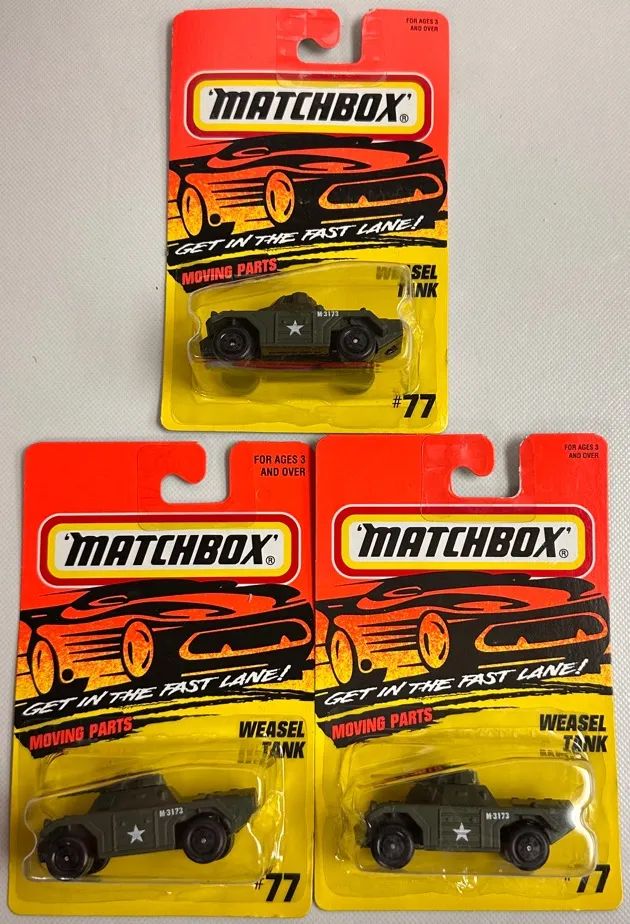 FOR AGES 3
AND OVER
'MATCHBOX'®
GET IN THE FAST LANE!
MOVING PARTS
WEASEL
TANK
M-3173
#77
FOR AGES 3
AND OVER
'MATCHBOX'®
GET IN THE FAST LANE!
MOVING PARTS
WEASEL
TANK
M-3173
#77
FOR AGES 3
AND OVER
'MATCHBOX'®
GET IN THE FAST LANE!
MOVING PARTS
WEASEL
TANK
M-3173
#77